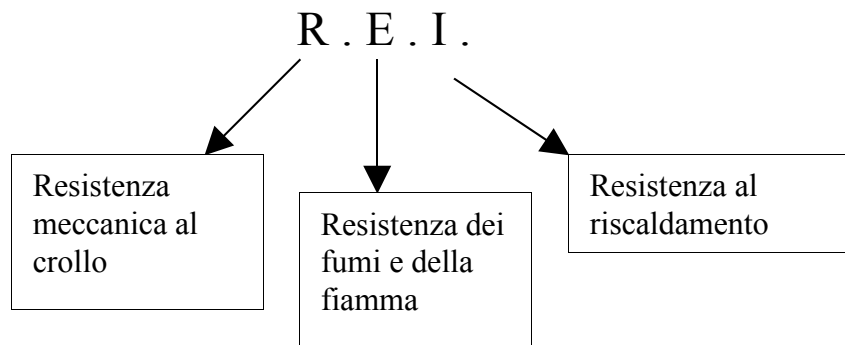 R . E . I .
Resistenza
meccanica al
crollo
Resistenza dei
fumi e della
fiamma
Resistenza al
riscaldamento